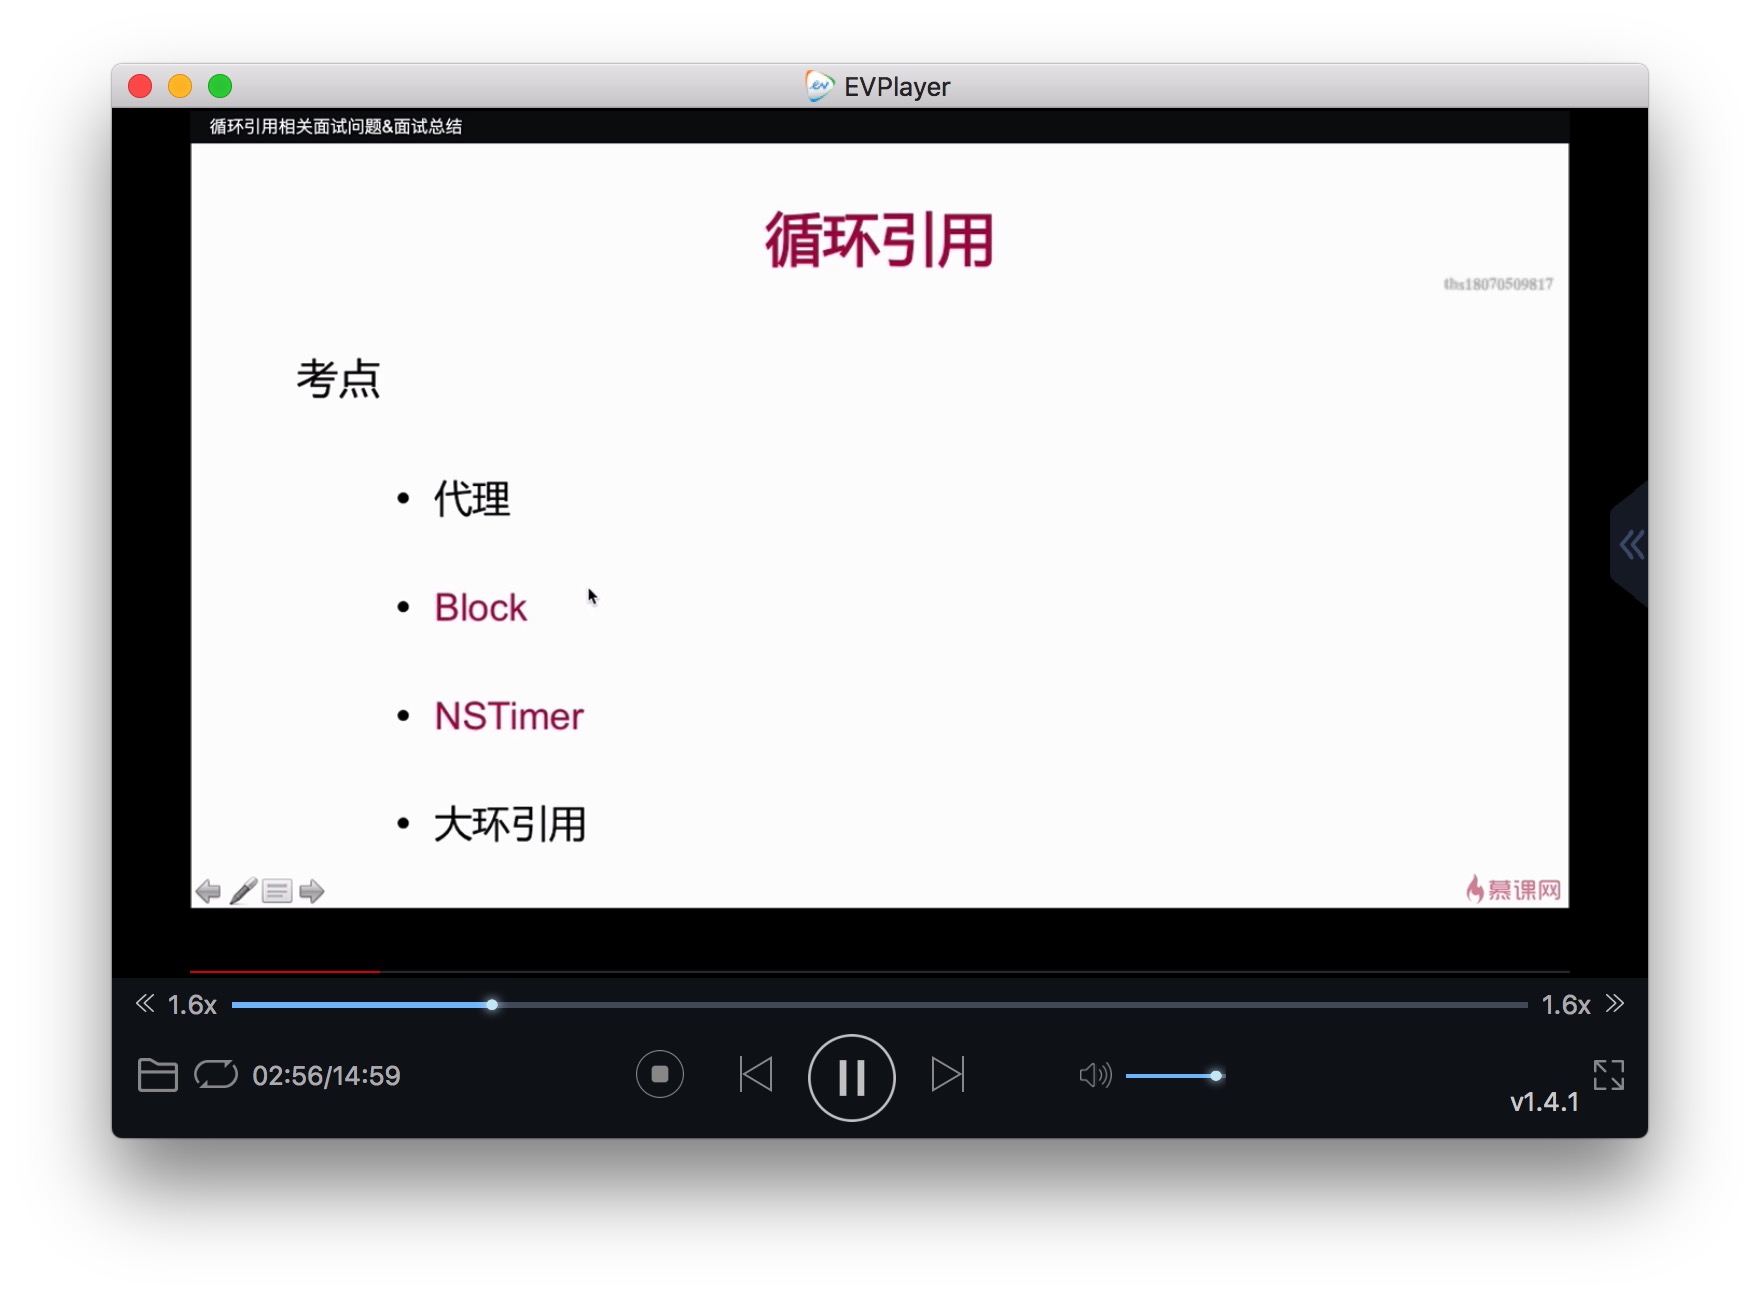 EVPlayer
循环引用相关面试问题&面试总结
循环引用
ths18070509817
考点
• 代理
• Block
• NSTimer
• 大环引用
慕课网
1.6x
1.6x
02:56/14:59
v1.4.1